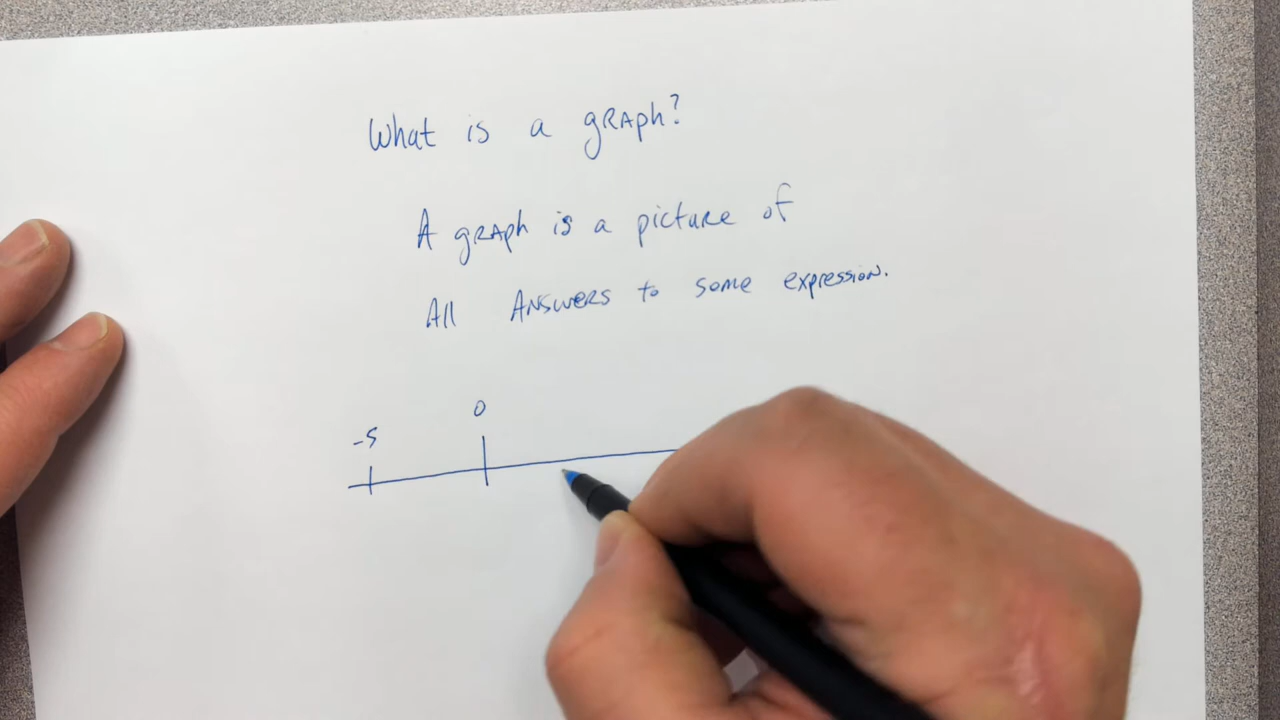 What is a graph?
A graph is a picture of
All Answers to some expression.
0
-5